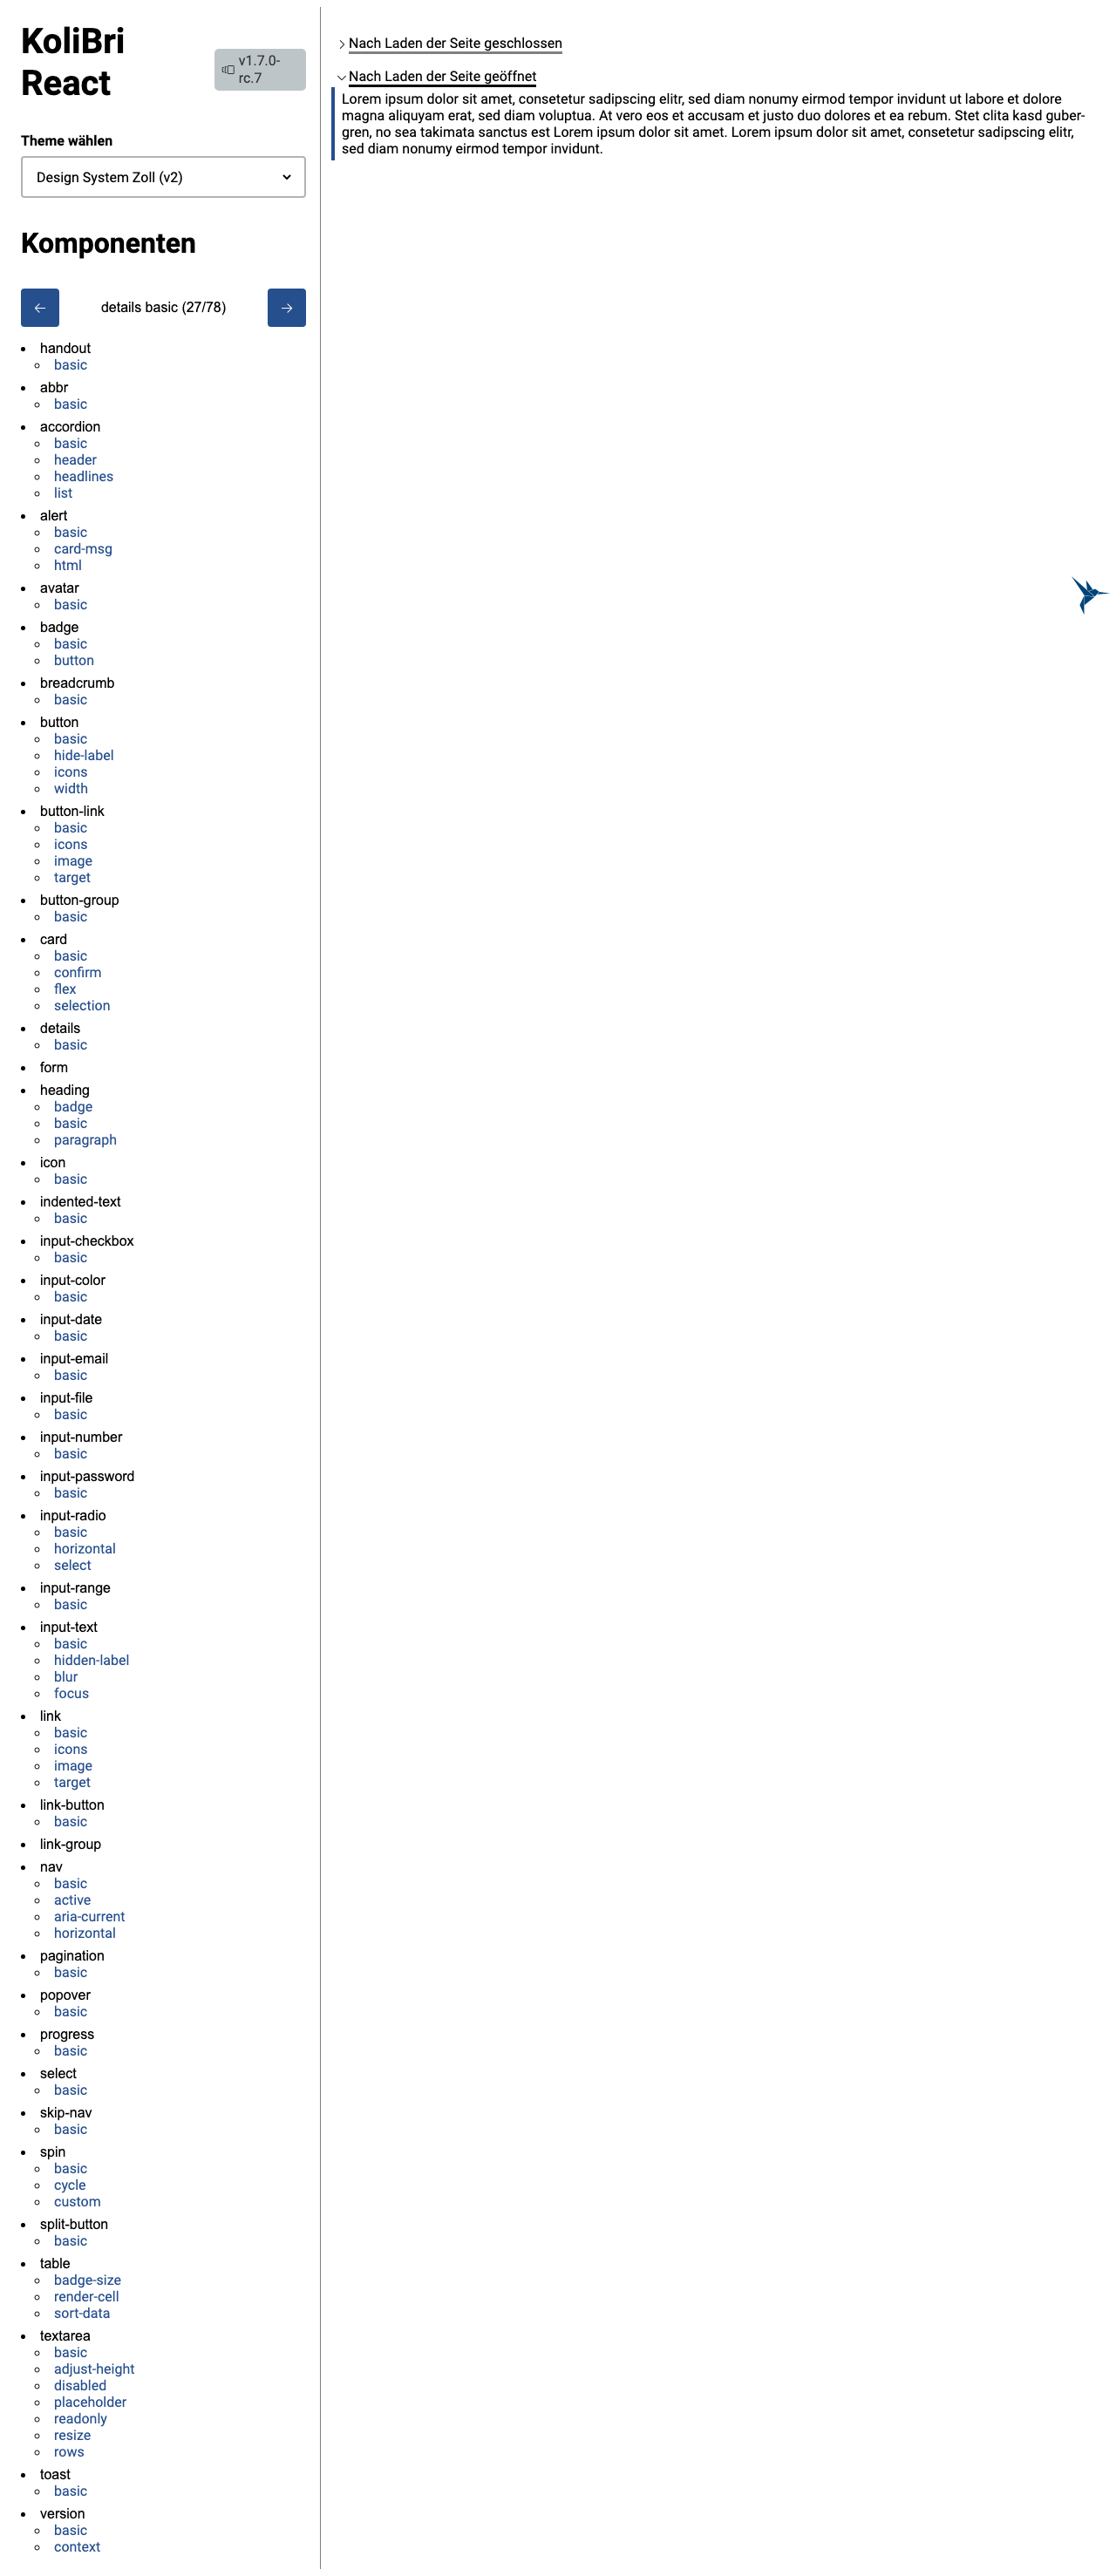 KoliBri
React
v1.7.0-
rc.7
Theme wählen
Design System Zoll (v2)
Komponenten
details basic (27/78)
handout
basic
abbr
basic
accordion
basic
header
headlines
list
alert
basic
card-msg
html
avatar
basic
badge
basic
button
breadcrumb
basic
button
basic
hide-label
icons
width
button-link
basic
icons
image
target
button-group
basic
card
basic
confirm
flex
selection
details
basic
form
heading
badge
basic
paragraph
icon
basic
indented-text
basic
input-checkbox
basic
input-color
basic
input-date
basic
input-email
basic
input-file
basic
input-number
basic
input-password
basic
input-radio
basic
horizontal
select
input-range
basic
input-text
basic
hidden-label
blur
focus
link
basic
icons
image
target
link-button
basic
link-group
nav
basic
active
aria-current
horizontal
pagination
basic
popover
basic
progress
basic
select
basic
skip-nav
basic
spin
basic
cycle
custom
split-button
basic
table
badge-size
render-cell
sort-data
textarea
basic
adjust-height
disabled
placeholder
readonly
resize
rows
toast
basic
version
basic
context
Nach Laden der Seite geschlossen
Nach Laden der Seite geöffnet
Lorem ipsum dolor sit amet, consetetur sadipscing elitr, sed diam nonumy eirmod tempor invidunt ut labore et dolore
magna aliquyam erat, sed diam voluptua. At vero eos et accusam et justo duo dolores et ea rebum. Stet clita kasd guber-
gren, no sea takimata sanctus est Lorem ipsum dolor sit amet. Lorem ipsum dolor sit amet, consetetur sadipscing elitr,
sed diam nonumy eirmod tempor invidunt.